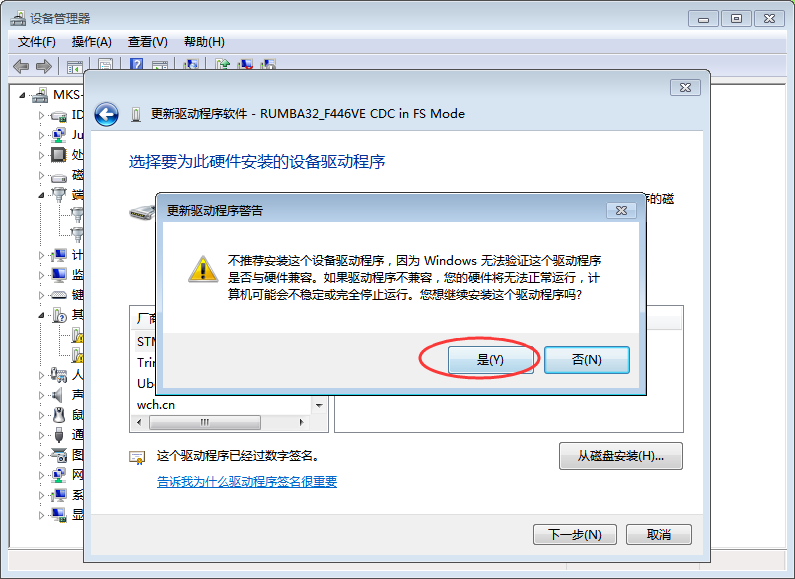 设备管理器
文件(F) 操作(A) 查看(V) 帮助(H)
MKS-
ID
Ju
处
磁
端
计
监
键
其
人
声
鼠
通
图
网
系
显
更新驱动程序软件 - RUMBA32_F446VE CDC in FS Mode
选择要为此硬件安装的设备驱动程序
序的磁
更新驱动程序警告
不推荐安装这个设备驱动程序，因为 Windows 无法验证这个驱动程序
是否与硬件兼容。如果驱动程序不兼容，您的硬件将无法正常运行，计
算机可能会不稳定或完全停止运行。您想继续安装这个驱动程序吗?
是(Y) 否(N)
厂商
STM
Trin
Ub
wch.cn
这个驱动程序已经过数字签名。
告诉我为什么驱动程序签名很重要
从磁盘安装(H)...
下一步(N) 取消